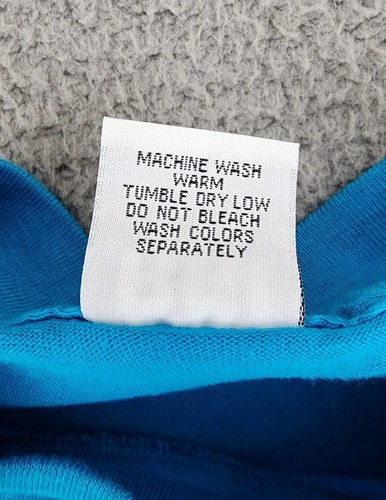 MACHINE WASH
WARM
TUMBLE DRY LOW
DO NOT BLEACH
WASH COLORS
SEPARATELY